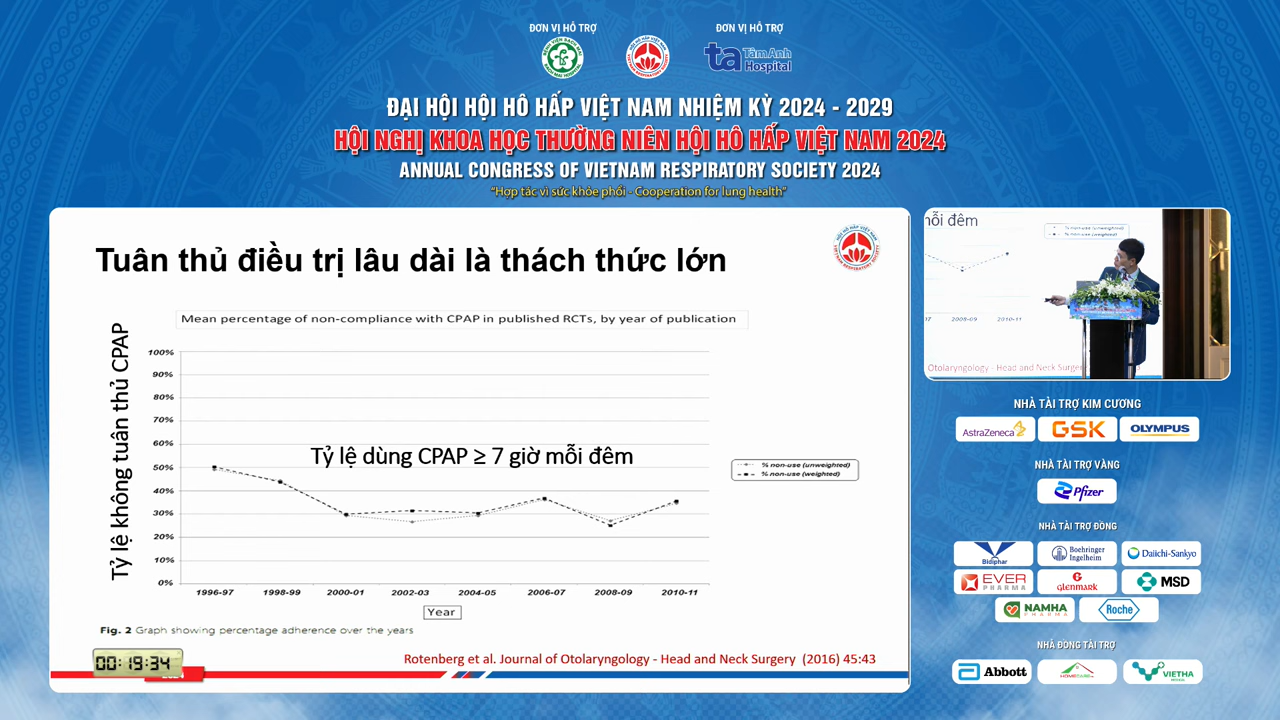 ĐƠN VỊ HỖ TRỢ
ĐƠN VỊ HỖ TRỢ
TâmAnh
Hospital
ĐẠI HỘI HỘI HÔ HẤP VIỆT NAM NHIỆM KỲ 2024 - 2029
HỘI NGHỊ KHOA HỌC THƯỜNG NIÊN HỘI HÔ HẤP VIỆT NAM 2024
ANNUAL CONGRESS OF VIETNAM RESPIRATORY SOCIETY 2024
"Hợp tác vì sức khỏe phổi - Cooperation for lung health"
Tuân thủ điều trị lâu dài là thách thức lớn
Mean percentage of non-compliance with CPAP in published RCTs, by year of publication
Tỷ lệ không tuân thủ CPAP
100%
90%
80%
70%
60%
50%
40%
30%
20%
10%
0%
Tỷ lệ dùng CPAP ≥ 7 giờ mỗi đêm
% non-use (unweighted)
% non-use (weighted)
1996-97
1998-99
2000-01
2002-03
2004-05
2006-07
2008-09
2010-11
Year
Fig. 2 Graph showing percentage adherence over the years
00:19:34
Rotenberg et al. Journal of Otolaryngology - Head and Neck Surgery (2016) 45:43
mỗi đêm
% non-use (unweighted)
% non-use (weighted)
2008-09
2010-11
Otolaryngology - Head and Neck Surgery
NHÀ TÀI TRỢ KIM CƯƠNG
AstraZeneca
GSK
OLYMPUS
NHÀ TÀI TRỢ VÀNG
Pfizer
NHÀ TÀI TRỢ ĐỒNG
Bidiphar
Boehringer
Ingelheim
Daiichi-Sankyo
EVER
PHARMA
Glenmark
MSD
NAMHA
PHARMA
Roche
NHÀ ĐỒNG TÀI TRỢ
Abbott
HOMECARE
VIETHA